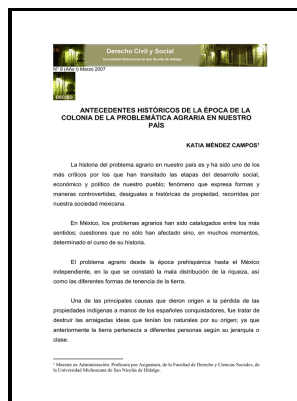 Derecho Civil y Social
Universidad Michoacana de San Nicolás de Hidalgo
N° 9 (Año I) Marzo 2007
DECISO
ANTECEDENTES HISTÓRICOS DE LA ÉPOCA DE LA
COLONIA DE LA PROBLEMÁTICA AGRARIA EN NUESTRO
PAÍS
KATIA MÉNDEZ CAMPOS¹
La historia del problema agrario en nuestro país es y ha sido uno de los
más críticos por los que han transitado las etapas del desarrollo social,
económico y político de nuestro pueblo; fenómeno que expresa formas y
maneras controvertidas, desiguales e históricas de propiedad, recorridas por
nuestra sociedad mexicana.
En México, los problemas agrarios han sido catalogados entre los más
sentidos; cuestiones que no sólo han afectado sino, en muchos momentos,
determinado el curso de su historia.
El problema agrario desde la época prehispánica hasta el México
independiente, en la que se constató la mala distribución de la riqueza, así
como las diferentes formas de tenencia de la tierra.
Una de las principales causas que dieron origen a la pérdida de las
propiedades indígenas a manos de los españoles conquistadores, fue tratar de
destruir las arraigadas ideas que tenían los naturales por su origen; ya que
anteriormente la tierra pertenecía a diferentes personas según su jerarquía o
clase.
¹ Maestra en Administración. Profesora por Asignatura, de la Facultad de Derecho y Ciencias Sociales, de
la Universidad Michoacana de San Nicolás de Hidalgo.